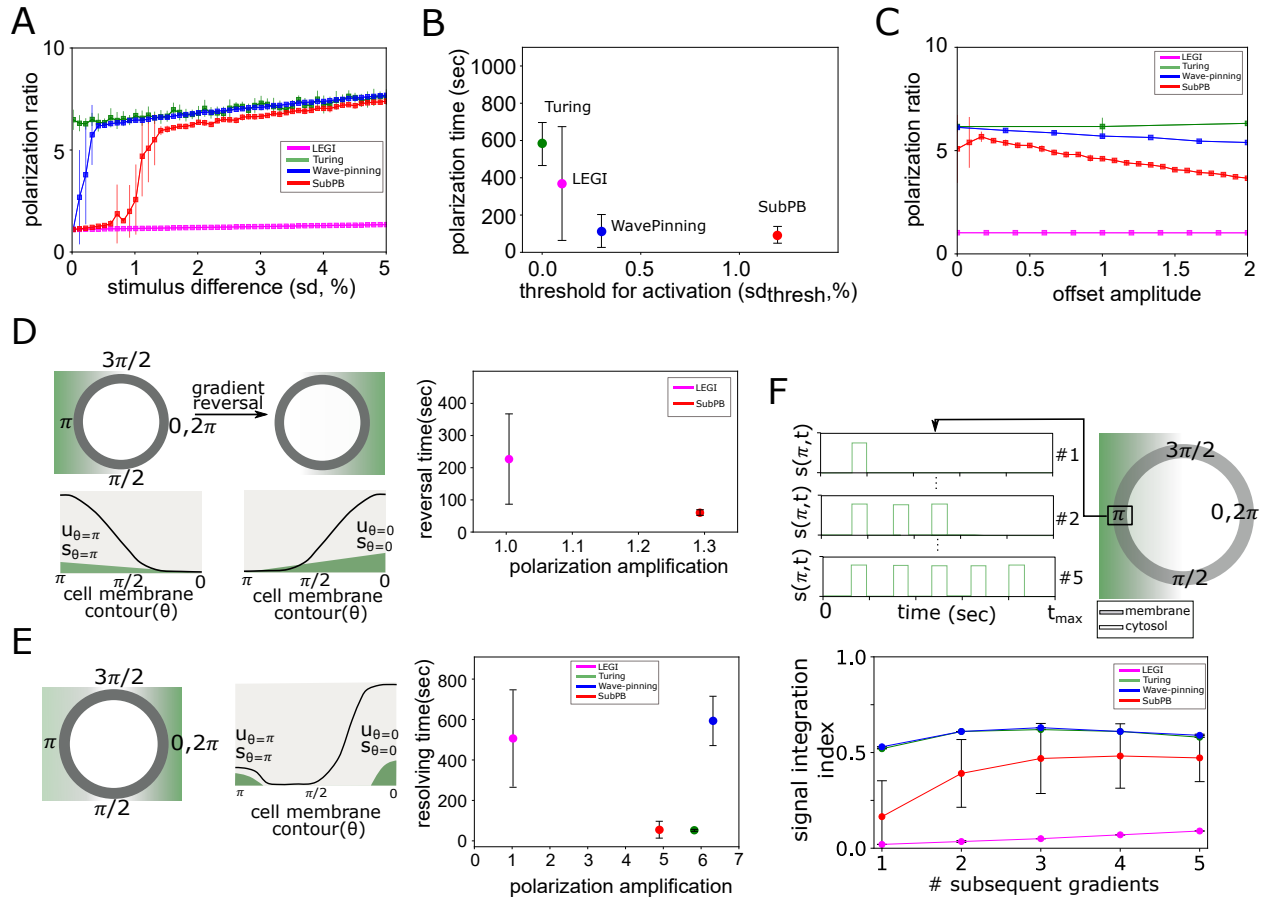 A
polarization ratio
10
5
0
LEGI
Turing
Wave-pinning
SubPB
0 1 2 3 4 5
stimulus difference (sd, %)
B
polarization time (sec)
1000
800
600
400
200
0
Turing
LEGI
WavePinning
SubPB
0.0 0.5 1.0
threshold for activation (sdthresh,%)
C
polarization ratio
10
5
0
LEGI
Turing
Wave-pinning
SubPB
0 0.5 1.0 1.5 2
offset amplitude
D
3π/2
π
0,2π
π/2
gradient
reversal
uθ=π
sθ=π
π π/2 0
cell membrane
contour(θ)
uθ=0
sθ=0
π π/2 0
cell membrane
contour(θ)
reversal time(sec)
400
300
200
100
0
LEGI
SubPB
1.0 1.1 1.2 1.3
polarization amplification
E
3π/2
π
0,2π
π/2
uθ=π
sθ=π
uθ=0
sθ=0
π π/2 0
cell membrane
contour(θ)
resolving time(sec)
800
600
400
200
0
LEGI
Turing
Wave-pinning
SubPB
0 1 2 3 4 5 6 7
polarization amplification
F
s(π,t)
#1
s(π,t)
#2
s(π,t)
#5
0 time (sec) tmax
3π/2
π
0,2π
π/2
membrane
cytosol
signal integration
index
1.0
0.5
0.0
LEGI
Turing
Wave-pinning
SubPB
1 2 3 4 5
# subsequent gradients